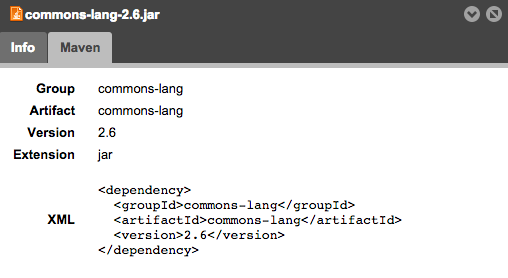 commons-lang-2.6.jar
Info Maven
Group commons-lang
Artifact commons-lang
Version 2.6
Extension jar
XML
<dependency>
  <groupId>commons-lang</groupId>
  <artifactId>commons-lang</artifactId>
  <version>2.6</version>
</dependency>